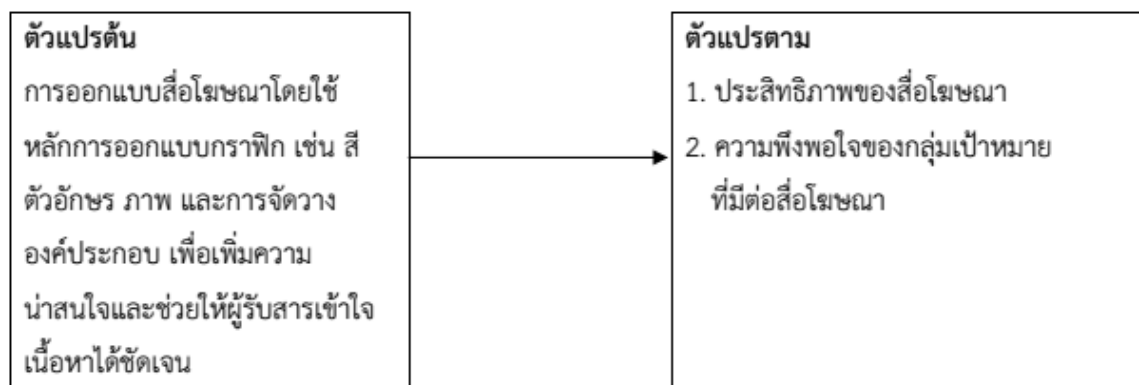 ตัวแปรต้น
การออกแบบสื่อโฆษณาโดยใช้
หลักการออกแบบกราฟิก เช่น สี
ตัวอักษร ภาพ และการจัดวาง
องค์ประกอบ เพื่อเพิ่มความ
น่าสนใจและช่วยให้ผู้รับสารเข้าใจ
เนื้อหาได้ชัดเจน
ตัวแปรตาม
1. ประสิทธิภาพของสื่อโฆษณา
2. ความพึงพอใจของกลุ่มเป้าหมาย
ที่มีต่อสื่อโฆษณา